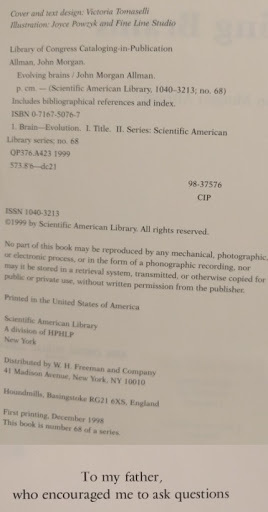 Cover and text design: Victoria Tomaselli
Illustration: Joyce Powzyk and Fine Line Studio
Library of Congress Cataloging-in-Publication
Allman, John Morgan.
Evolving brains / John Morgan Allman.
p. cm. — (Scientific American Library, 1040-3213; no. 68)
Includes bibliographical references and index.
ISBN 0-7167-5076-7
1. Brain—Evolution. I. Title. II. Series: Scientific American
Library series; no. 68
QP376.A423 1999
573.8'6—dc21
98-37576
CIP
ISSN 1040-3213
©1999 by Scientific American Library. All rights reserved.
No part of this book may be reproduced by any mechanical, photographic,
or electronic process, or in the form of a phonographic recording, nor
may it be stored in a retrieval system, transmitted, or otherwise copied for
public or private use, without written permission from the publisher.
Printed in the United States of America
Scientific American Library
A division of HPHLP
New York
Distributed by W. H. Freeman and Company
41 Madison Avenue, New York, NY 10010
Houndmills, Basingstoke RG21 6XS, England
First printing, December 1998
This book is number 68 of a series.
To my father,
who encouraged me to ask questions